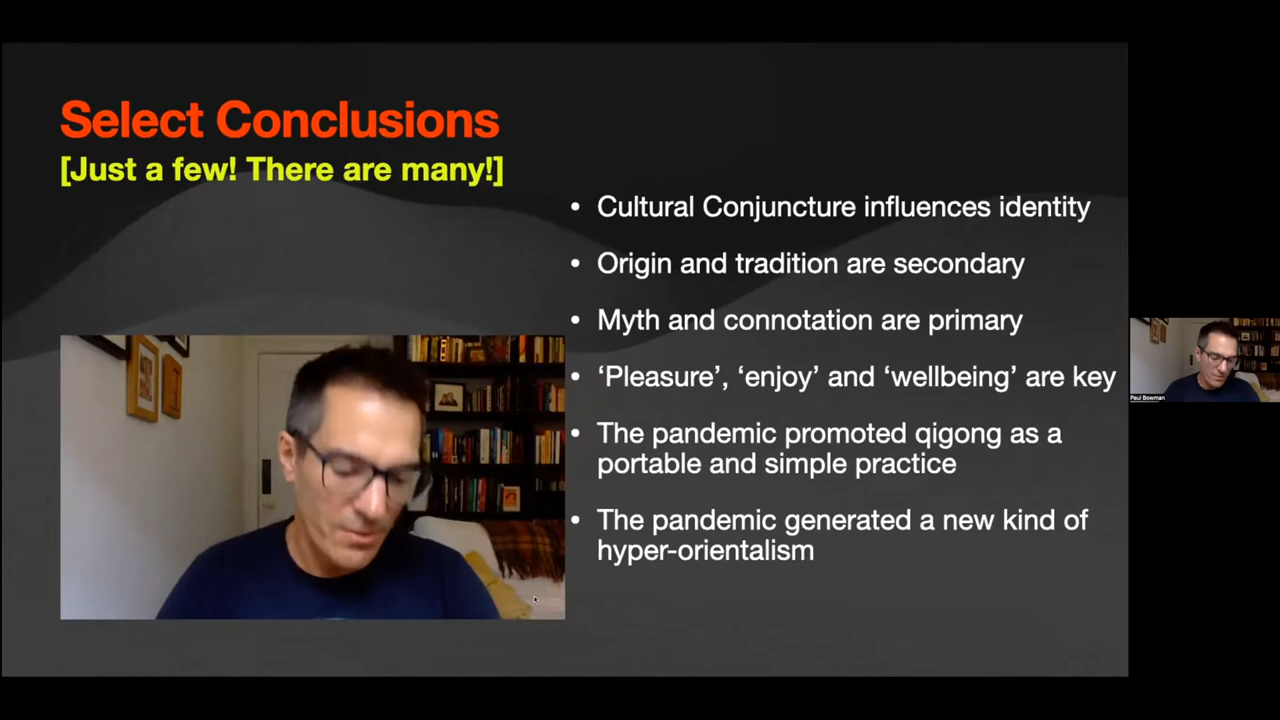 Select Conclusions
[Just a few! There are many!]
• Cultural Conjuncture influences identity
• Origin and tradition are secondary
• Myth and connotation are primary
• ‘Pleasure’, ‘enjoy’ and ‘wellbeing’ are key
• The pandemic promoted qigong as a
portable and simple practice
• The pandemic generated a new kind of
hyper-orientalism
Paul Bowman